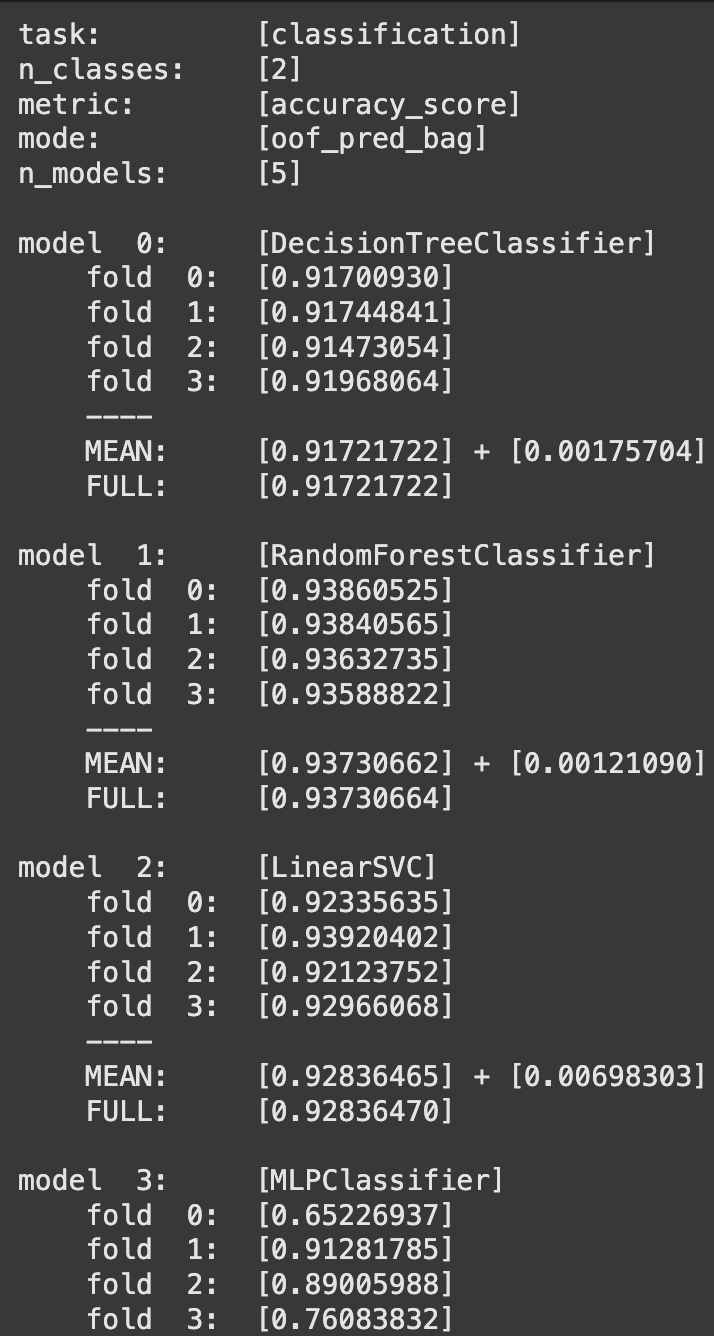 task: [classification]
n_classes: [2]
metric: [accuracy_score]
mode: [oof_pred_bag]
n_models: [5]
model 0: [DecisionTreeClassifier]
fold 0: [0.91700930]
fold 1: [0.91744841]
fold 2: [0.91473054]
fold 3: [0.91968064]
----
MEAN: [0.91721722] + [0.00175704]
FULL: [0.91721722]
model 1: [RandomForestClassifier]
fold 0: [0.93860525]
fold 1: [0.93840565]
fold 2: [0.93632735]
fold 3: [0.93588822]
----
MEAN: [0.93730662] + [0.00121090]
FULL: [0.93730664]
model 2: [LinearSVC]
fold 0: [0.92335635]
fold 1: [0.93920402]
fold 2: [0.92123752]
fold 3: [0.92966068]
----
MEAN: [0.92836465] + [0.00698303]
FULL: [0.92836470]
model 3: [MLPClassifier]
fold 0: [0.65226937]
fold 1: [0.91281785]
fold 2: [0.89005988]
fold 3: [0.76083832]